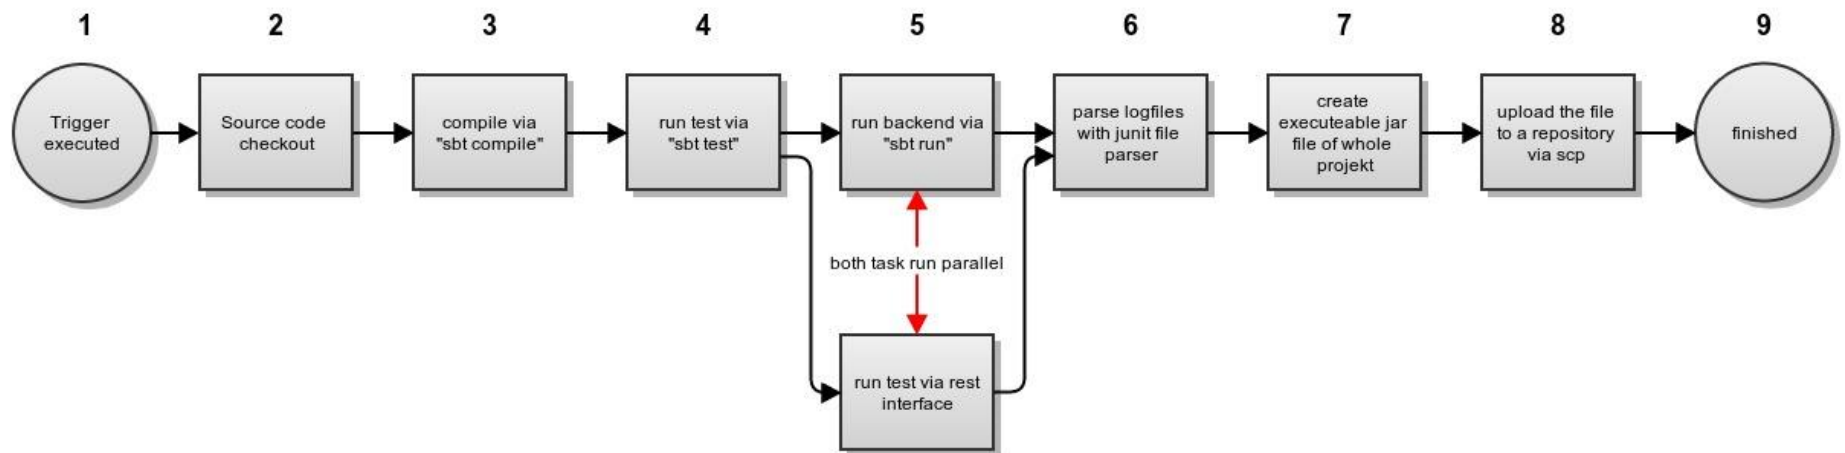 1 2 3 4 5 6 7 8 9
Trigger
executed
Source code
checkout
compile via
"sbt compile"
run test via
"sbt test"
run backend via
"sbt run"
parse logfiles
with junit file
parser
create
executeable jar
file of whole
projekt
upload the file
to a repository
via scp
finished
both task run parallel
run test via rest
interface